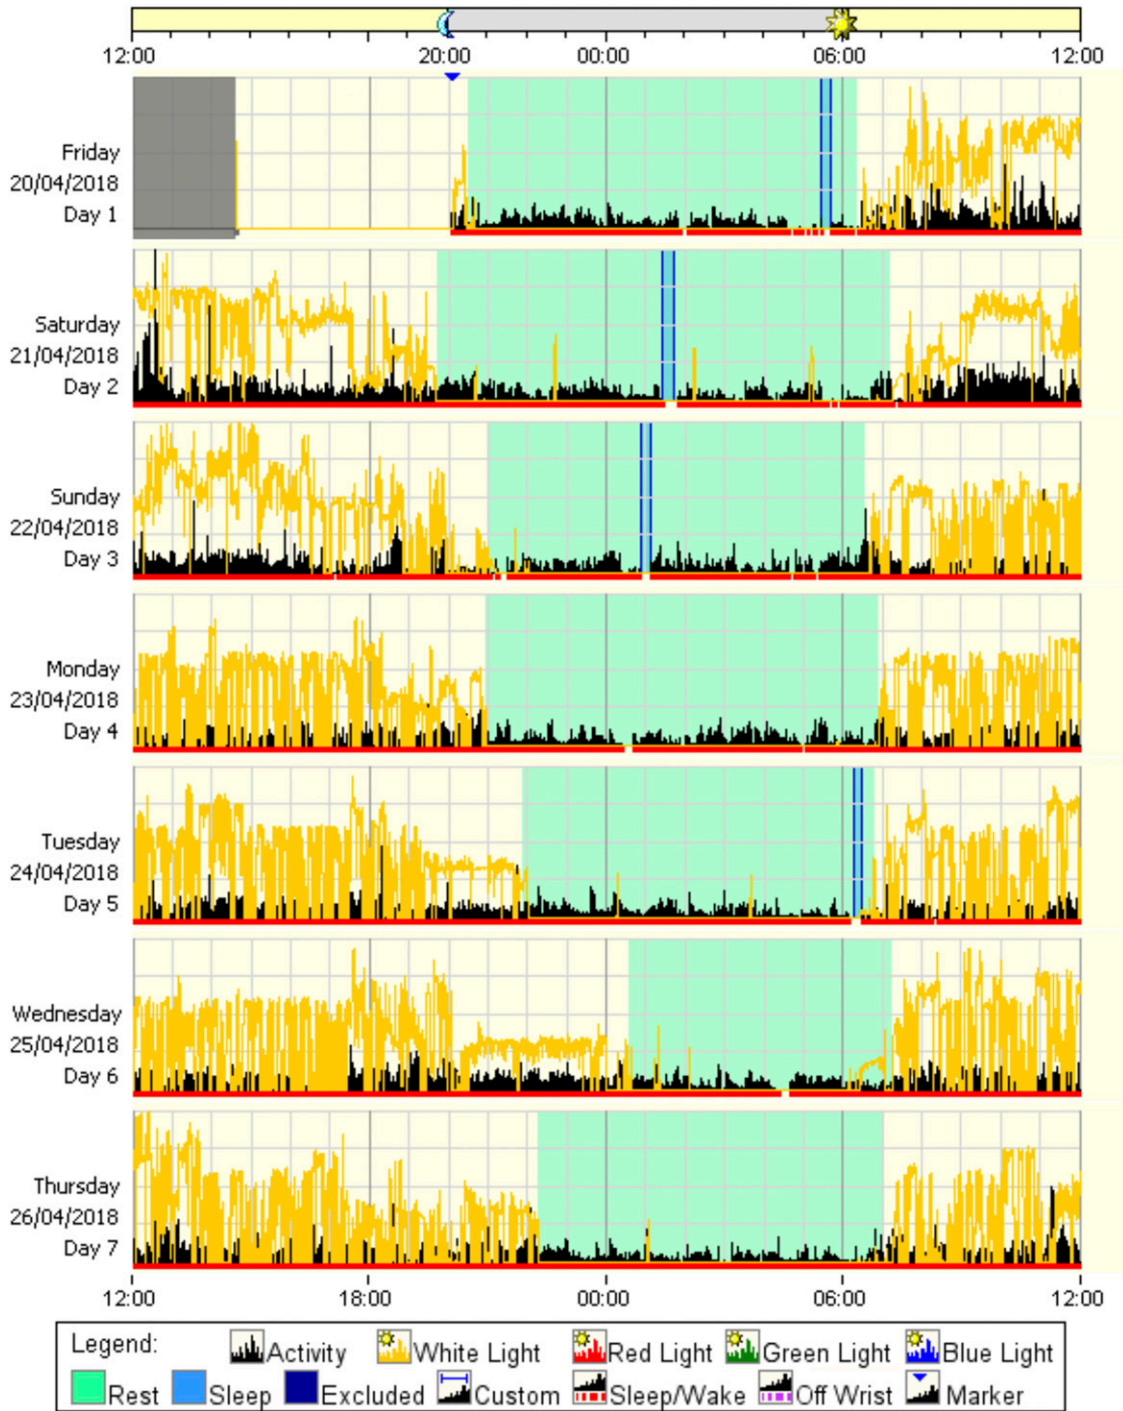 12:00 20:00 00:00 06:00 12:00
Friday
20/04/2018
Day 1
Saturday
21/04/2018
Day 2
Sunday
22/04/2018
Day 3
Monday
23/04/2018
Day 4
Tuesday
24/04/2018
Day 5
Wednesday
25/04/2018
Day 6
Thursday
26/04/2018
Day 7
12:00 18:00 00:00 06:00 12:00
Legend: Activity White Light Red Light Green Light Blue Light
Rest Sleep Excluded Custom Sleep/Wake Off Wrist Marker